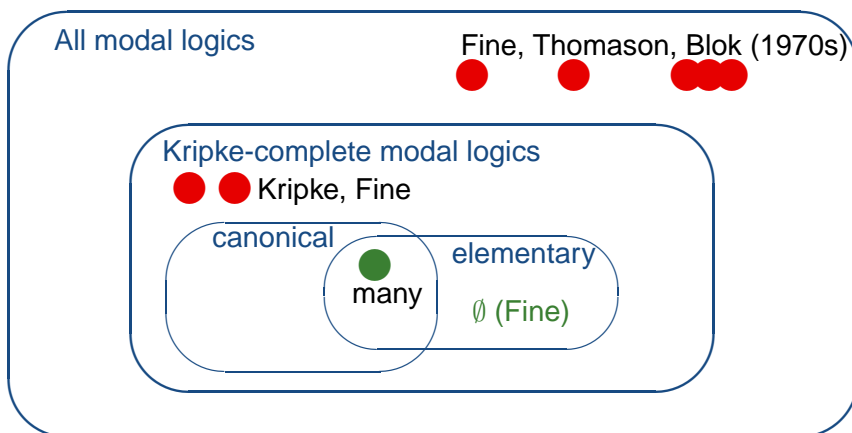 All modal logics
Fine, Thomason, Blok (1970s)
Kripke-complete modal logics
Kripke, Fine
canonical
elementary
many
∅ (Fine)